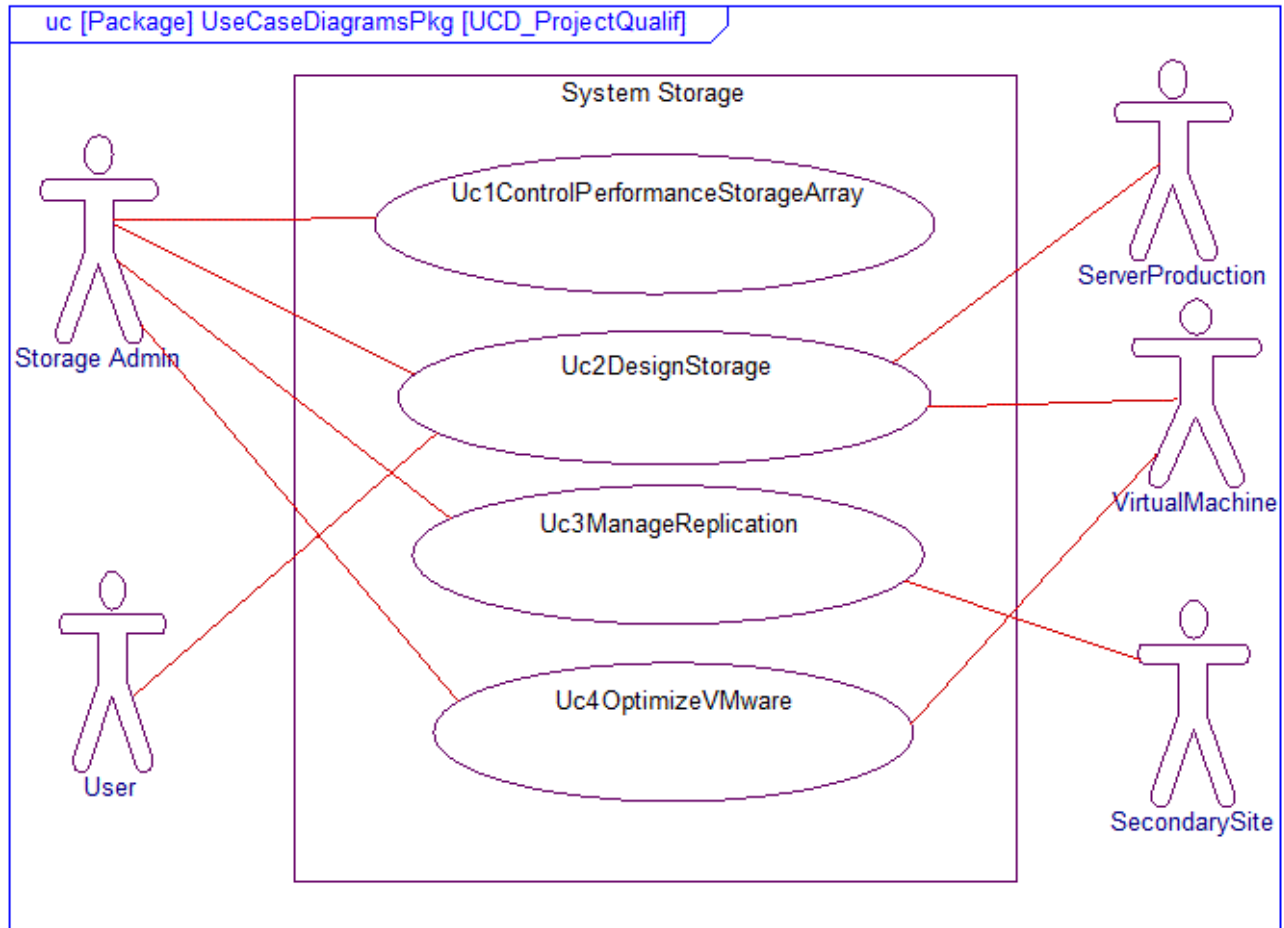 uc [Package] UseCaseDiagramsPkg [UCD_ProjectQualif]
System Storage
Uc1ControlPerformanceStorageArray
ServerProduction
Storage Admin
Uc2DesignStorage
VirtualMachine
Uc3ManageReplication
Uc4OptimizeVMware
User
SecondarySite